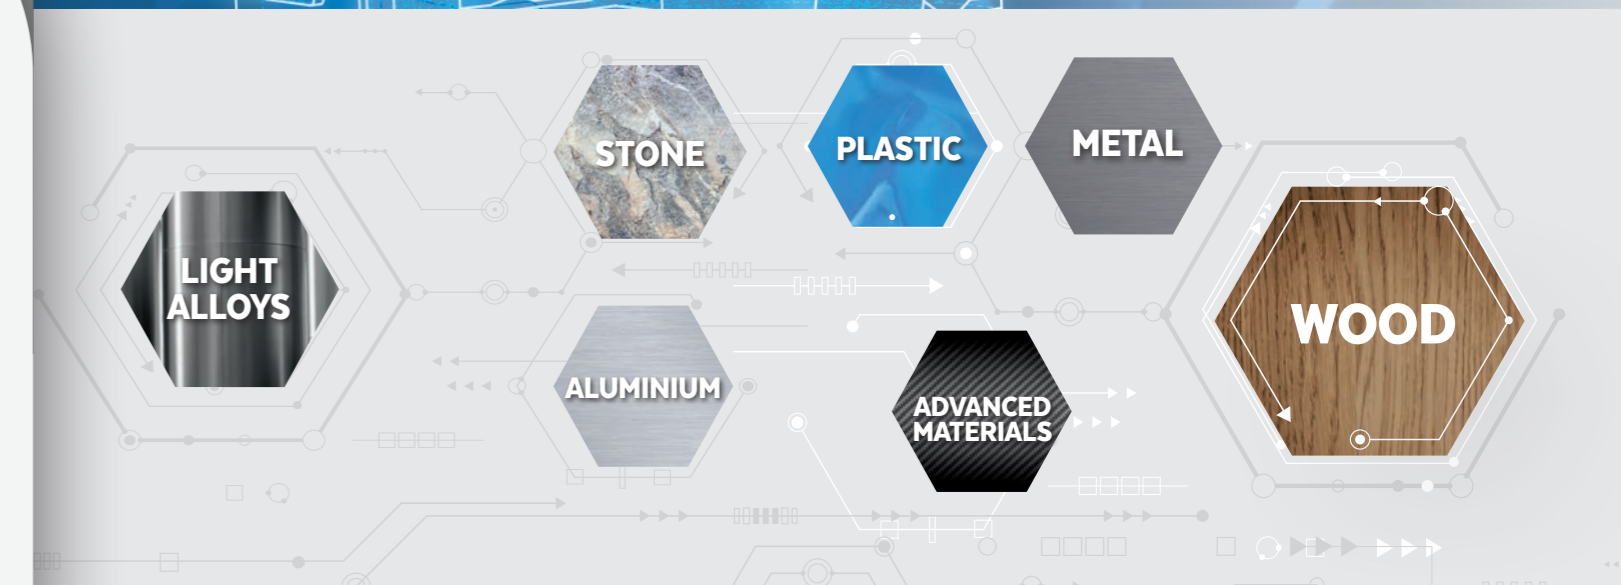 STONE
PLASTIC
METAL
LIGHT
ALLOYS
WOOD
ALUMINIUM
ADVANCED
MATERIALS